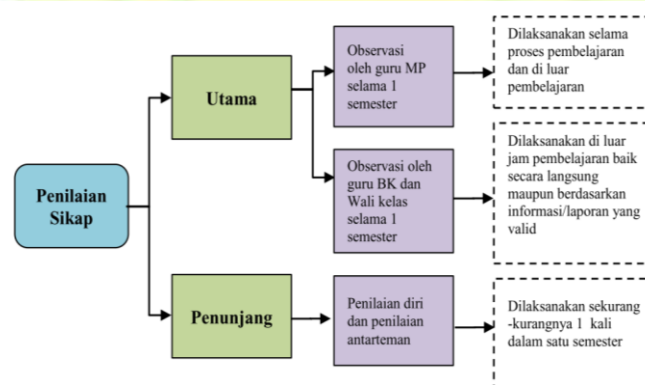 Penilaian
Sikap
Utama
Observasi
oleh guru MP
selama 1
semester
Dilaksanakan selama
proses pembelajaran
dan di luar
pembelajaran
Observasi oleh
guru BK dan
Wali kelas
selama 1
semester
Dilaksanakan di luar
jam pembelajaran baik
secara langsung
maupun berdasarkan
informasi/laporan yang
valid
Penunjang
Penilaian diri
dan penilaian
antarteman
Dilaksanakan sekurang
-kurangnya 1 kali
dalam satu semester